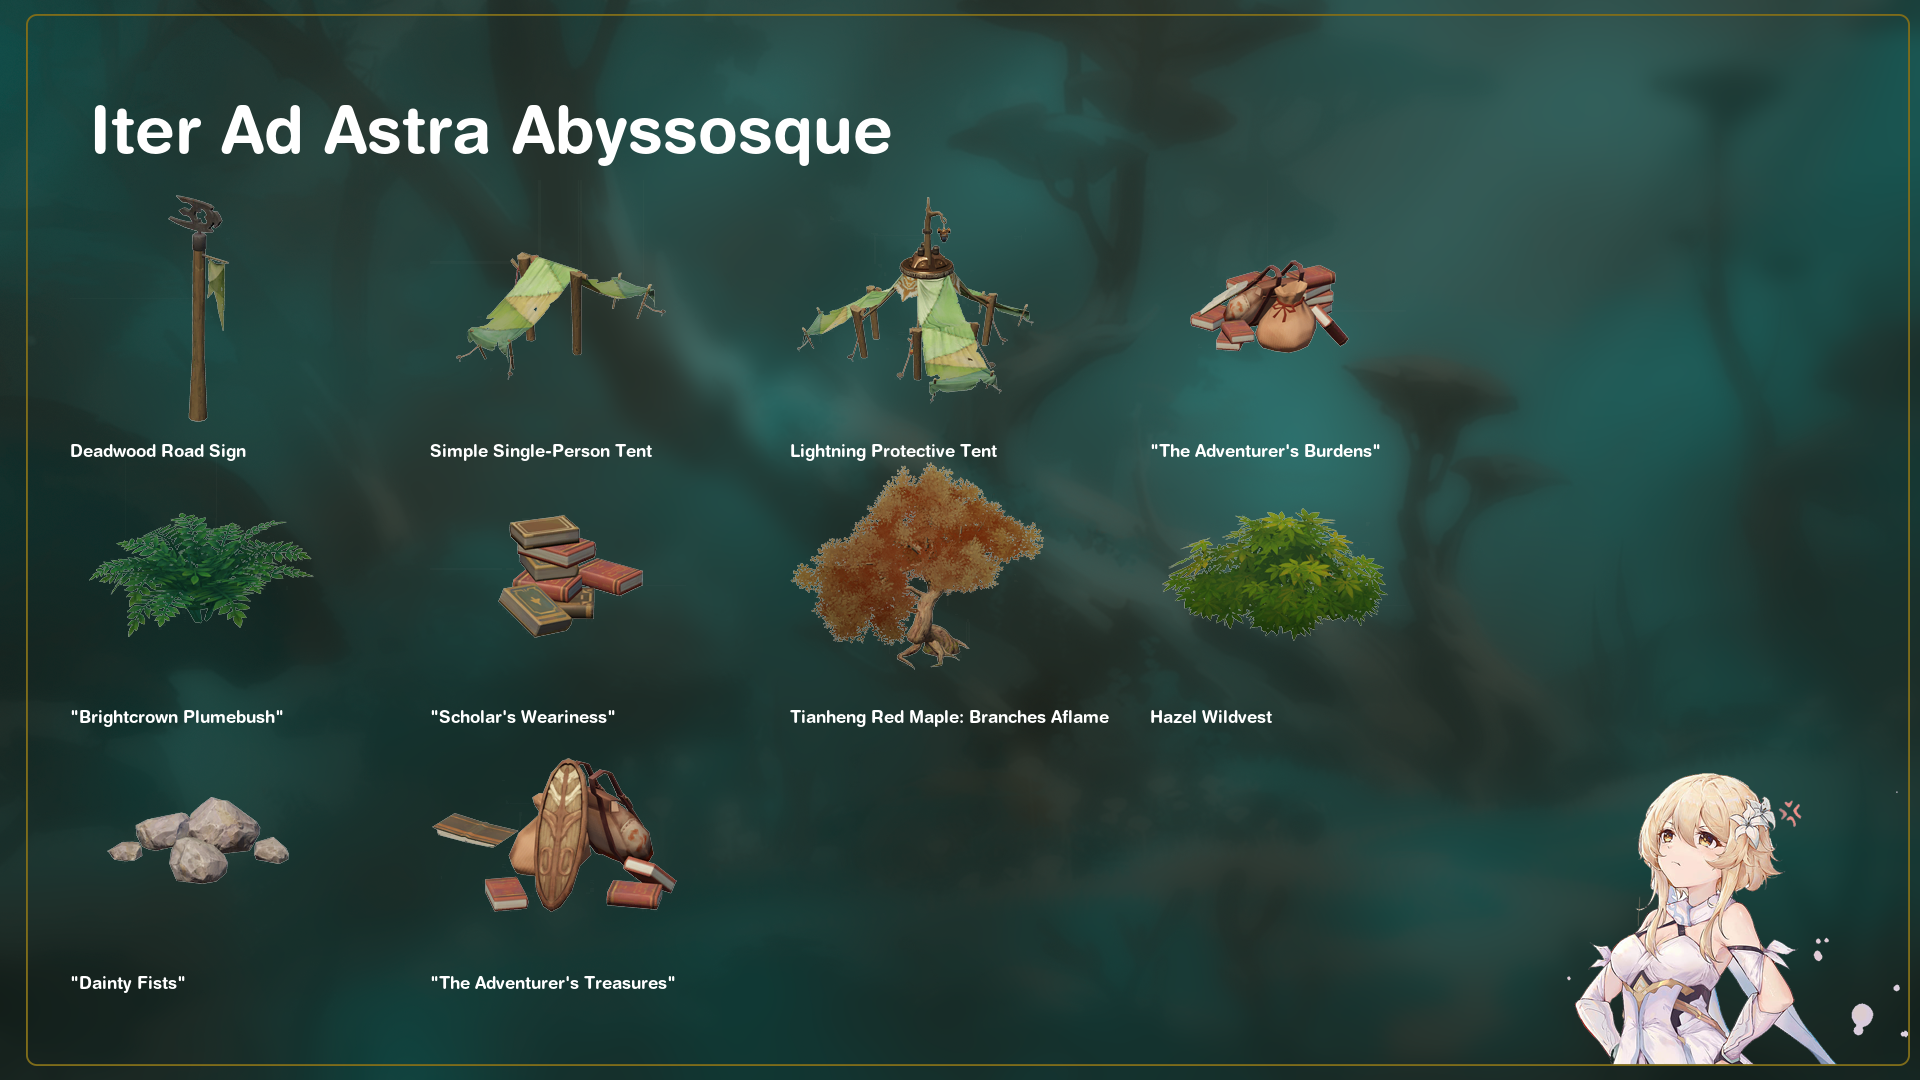 Iter Ad Astra Abyssosque
Deadwood Road Sign
Simple Single-Person Tent
Lightning Protective Tent
"The Adventurer's Burdens"
"Brightcrown Plumebush"
"Scholar's Weariness"
Tianheng Red Maple: Branches Aflame
Hazel Wildvest
"Dainty Fists"
"The Adventurer's Treasures"